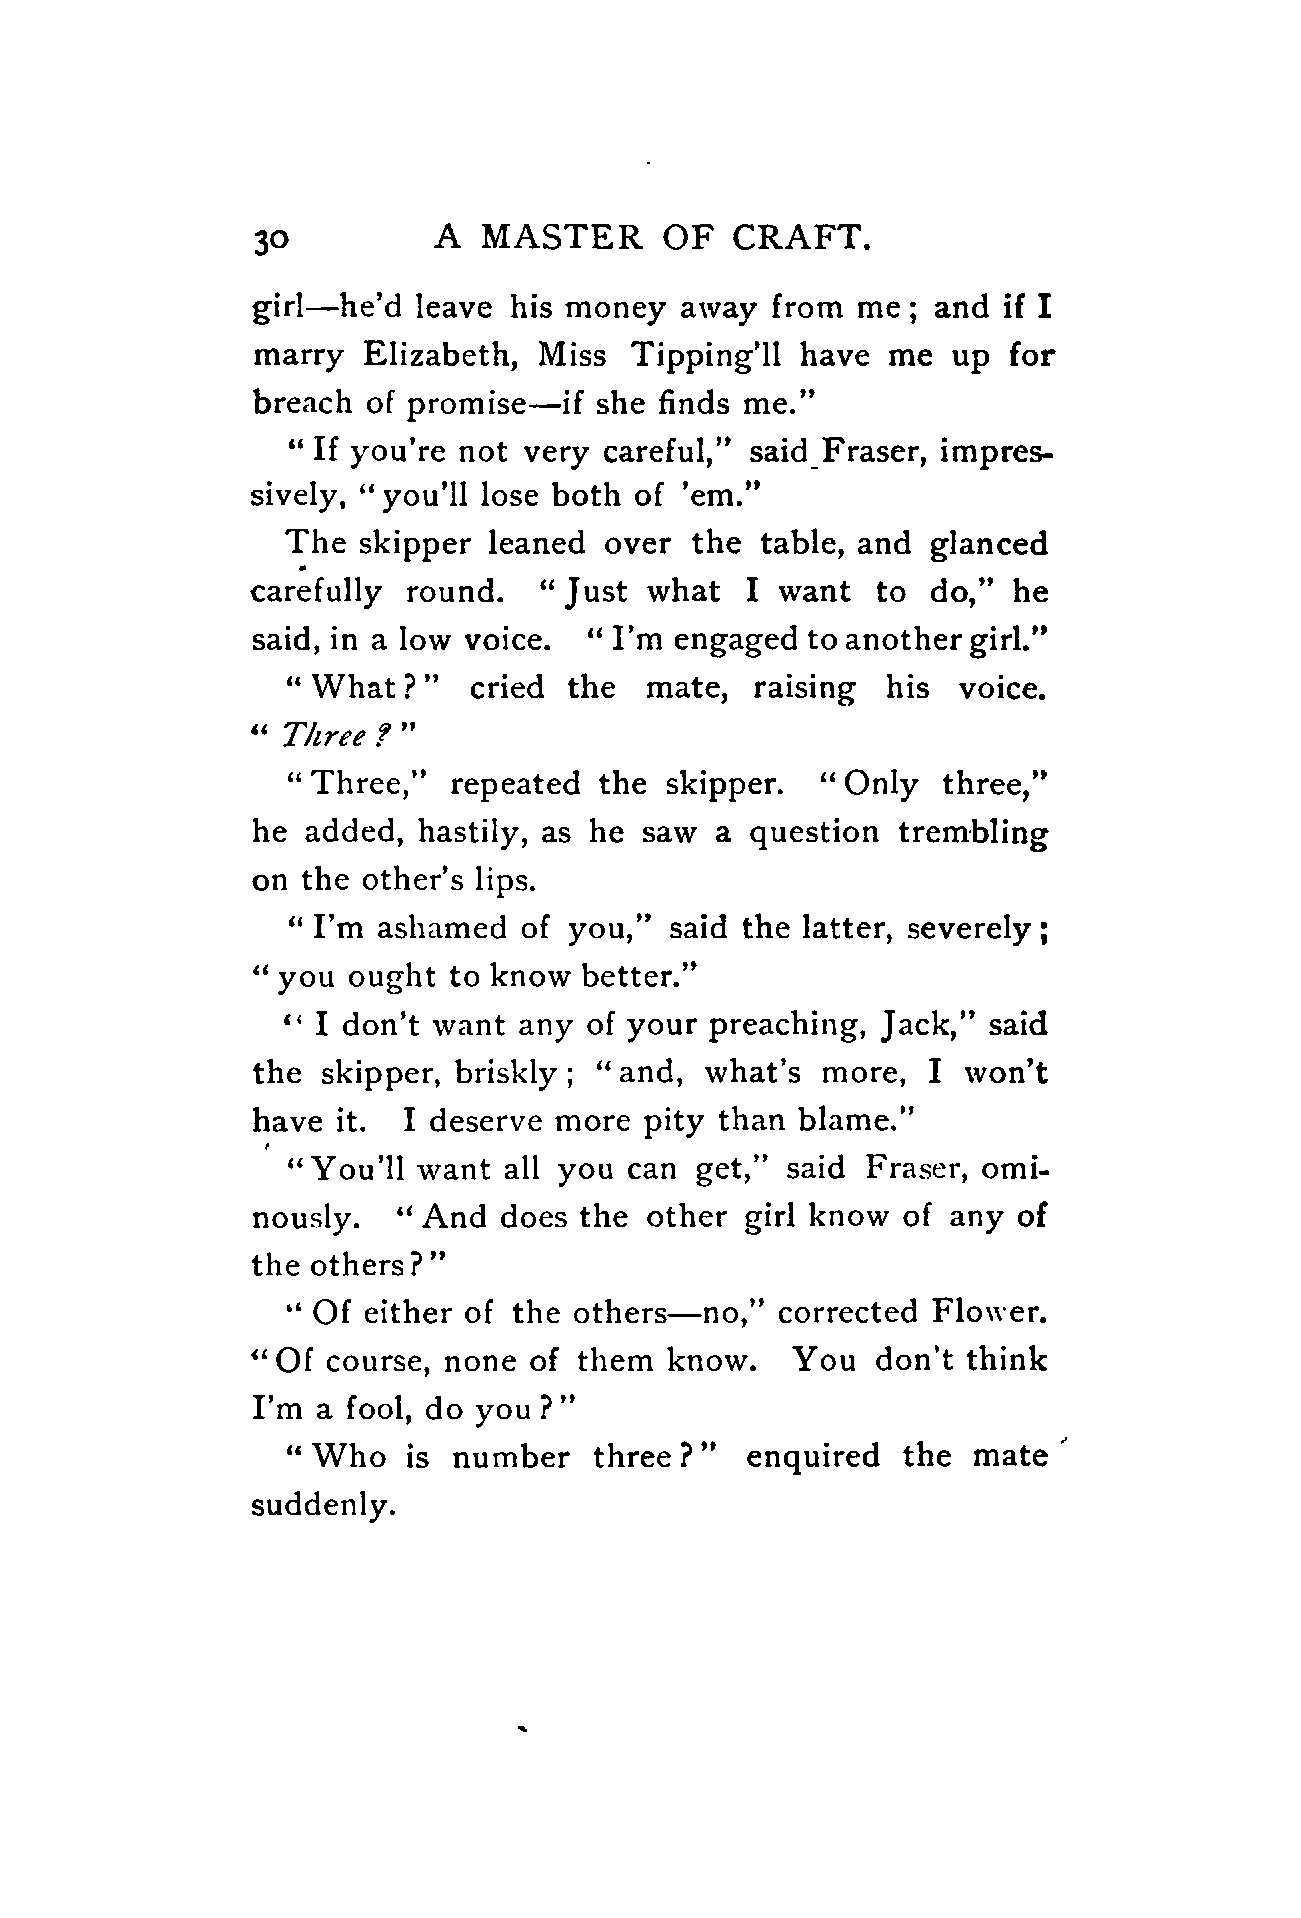 30 A MASTER OF CRAFT.
girl—he'd leave his money away from me; and if I
marry Elizabeth, Miss Tipping'll have me up for
breach of promise—if she finds me."
"If you're not very careful," said Fraser, impres-
sively, "you'll lose both of 'em."
The skipper leaned over the table, and glanced
carefully round. "Just what I want to do," he
said, in a low voice. "I'm engaged to another girl."
"What?" cried the mate, raising his voice.
"Three?"
"Three," repeated the skipper. "Only three,"
he added, hastily, as he saw a question trembling
on the other's lips.
"I'm ashamed of you," said the latter, severely;
"you ought to know better."
"I don't want any of your preaching, Jack," said
the skipper, briskly; "and, what's more, I won't
have it. I deserve more pity than blame."
"You'll want all you can get," said Fraser, omi-
nously. "And does the other girl know of any of
the others?"
"Of either of the others—no," corrected Flower.
"Of course, none of them know. You don't think
I'm a fool, do you?"
"Who is number three?" enquired the mate
suddenly.